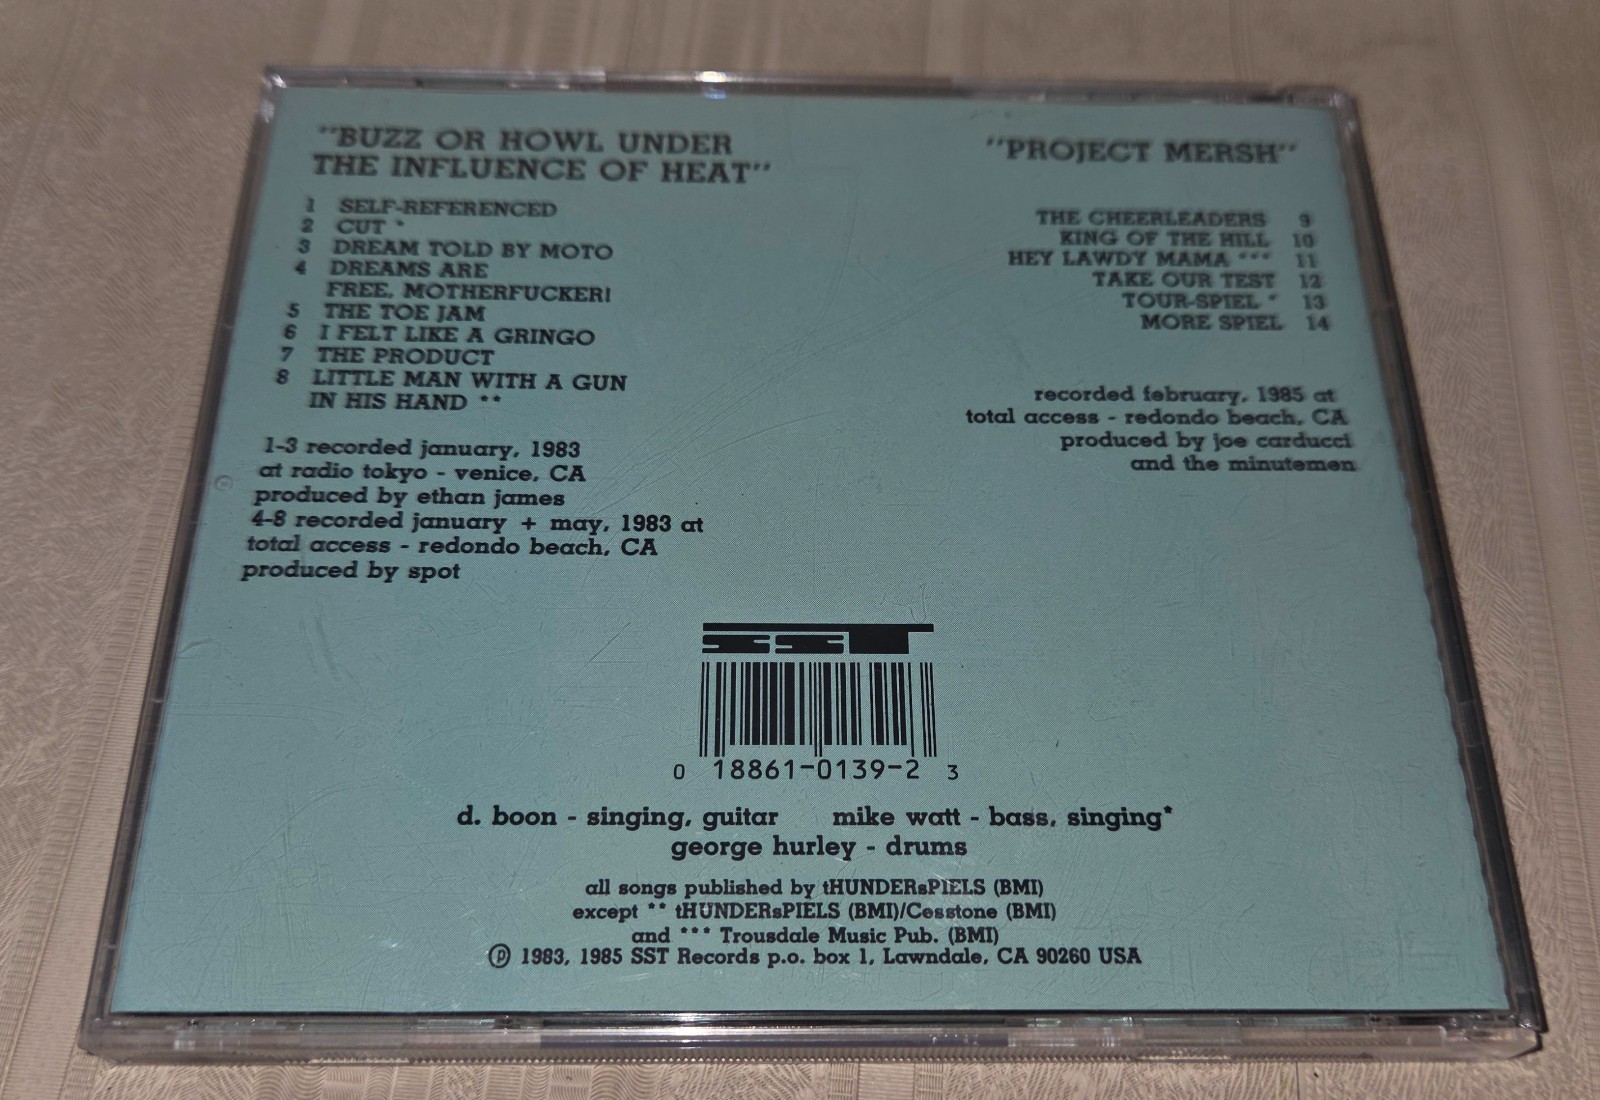 "BUZZ OR HOWL UNDER
THE INFLUENCE OF HEAT"
1 SELF-REFERENCED
2 CUT *
3 DREAM TOLD BY MOTO
4 DREAMS ARE
FREE, MOTHERFUCKER!
5 THE TOE JAM
6 I FELT LIKE A GRINGO
7 THE PRODUCT
8 LITTLE MAN WITH A GUN
IN HIS HAND **
1-3 recorded january, 1983
at radio tokyo - venice, CA
produced by ethan james
4-8 recorded january + may, 1983 at
total access - redondo beach, CA
produced by spot
"PROJECT MERSH"
THE CHEERLEADERS 9
KING OF THE HILL 10
HEY LAWDY MAMA *** 11
TAKE OUR TEST 12
TOUR-SPIEL * 13
MORE SPIEL 14
recorded february, 1985 at
total access - redondo beach, CA
produced by joe carducci
and the minutemen
SST
0 18861-0139-2 3
d. boon - singing, guitar mike watt - bass, singing*
george hurley - drums
all songs published by tHUNDERsPIELS (BMI)
except ** tHUNDERsPIELS (BMI)/Cesstone (BMI)
and *** Trousdale Music Pub. (BMI)
℗ 1983, 1985 SST Records p.o. box 1, Lawndale, CA 90260 USA